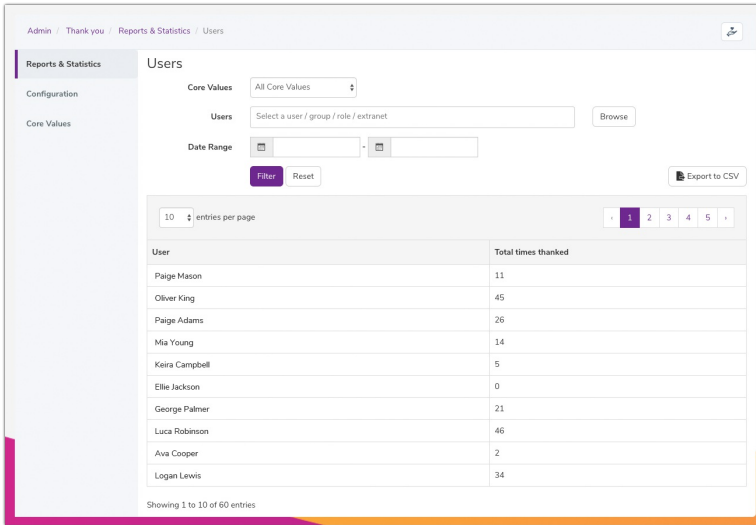 Admin / Thank you / Reports & Statistics / Users
Reports & Statistics
Configuration
Core Values
Users
Core Values All Core Values
Users Select a user / group / role / extranet Browse
Date Range -
Filter Reset Export to CSV
10 entries per page ‹ 1 2 3 4 5 ›
User Total times thanked
Paige Mason 11
Oliver King 45
Paige Adams 26
Mia Young 14
Keira Campbell 5
Ellie Jackson 0
George Palmer 21
Luca Robinson 46
Ava Cooper 2
Logan Lewis 34
Showing 1 to 10 of 60 entries